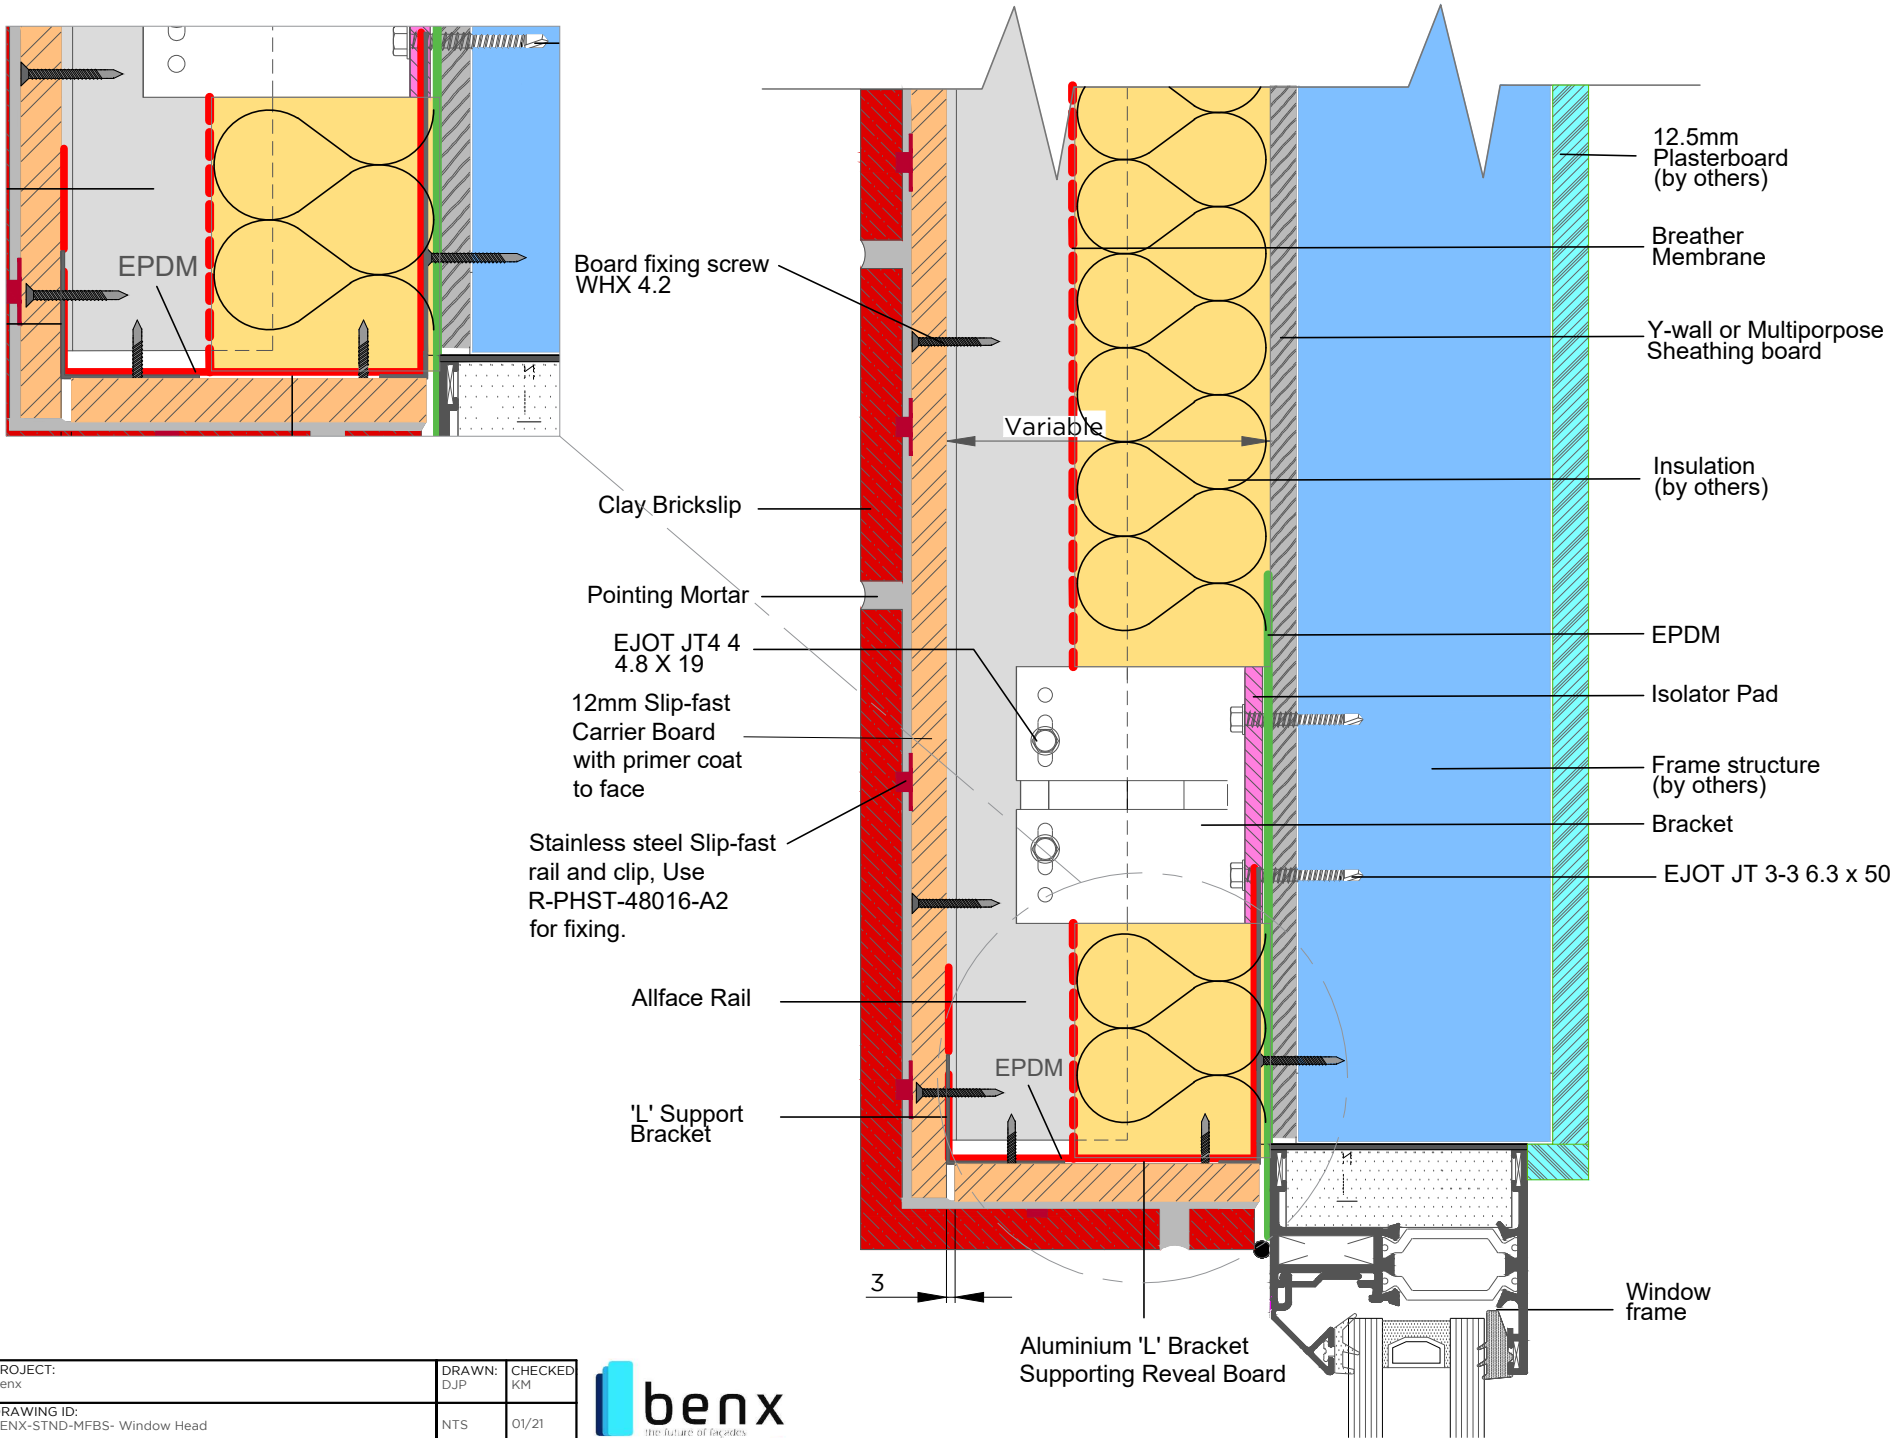 EPDM
Board fixing screw
WHX 4.2
Clay Brickslip
Pointing Mortar
EJOT JT4 4
4.8 X 19
12mm Slip-fast
Carrier Board
with primer coat
to face
Stainless steel Slip-fast
rail and clip, Use
R-PHST-48016-A2
for fixing.
Allface Rail
'L' Support
Bracket
Variable
EPDM
3
Aluminium 'L' Bracket
Supporting Reveal Board
12.5mm
Plasterboard
(by others)
Breather
Membrane
Y-wall or Multiporpose
Sheathing board
Insulation
(by others)
EPDM
Isolator Pad
Frame structure
(by others)
Bracket
EJOT JT 3-3 6.3 x 50
Window
frame
ROJECT:
enx
DRAWN:
DJP
CHECKED
KM
RAWING ID:
ENX-STND-MFBS- Window Head
NTS
01/21
benx
the future of façades